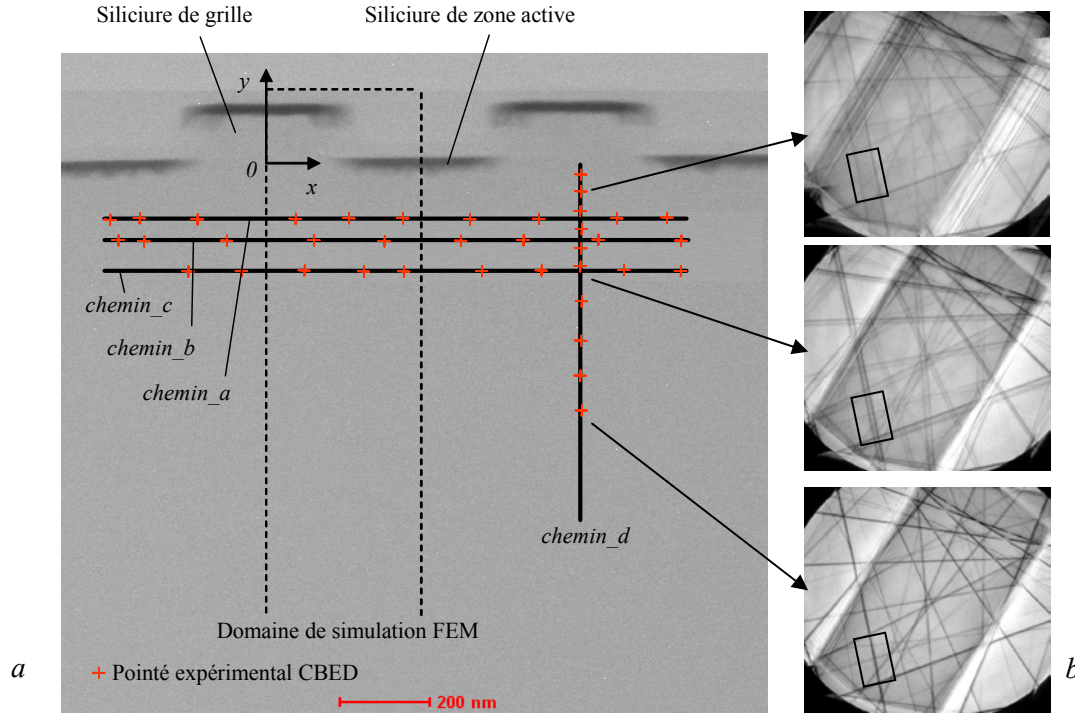 Siliciure de grille
Siliciure de zone active
y
0
x
chemin_c
chemin_b
chemin_a
chemin_d
Domaine de simulation FEM
a
+ Pointé expérimental CBED
b
200 nm